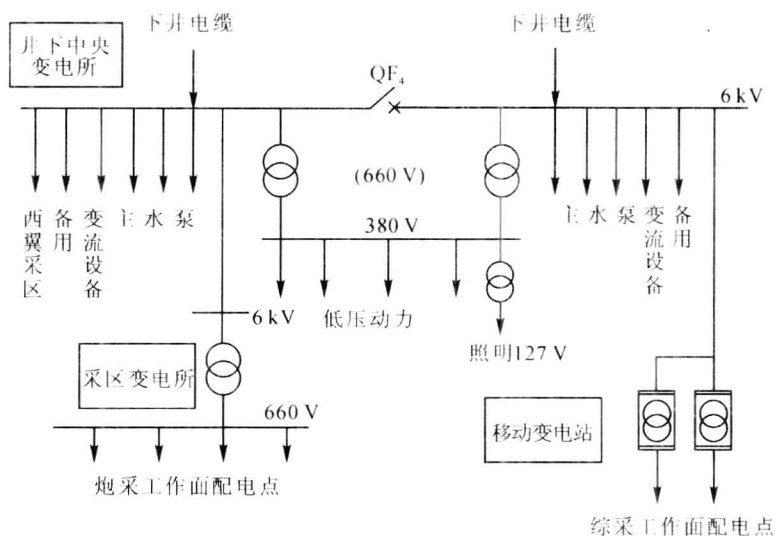 下井电缆
下井电缆
井下中央
变电所
QF₄
6 kV
(660 V)
西翼采区
备用
变流设备
主水泵
380 V
主水泵
变流设备
备用
6 kV
低压动力
照明127 V
采区变电所
660 V
移动变电站
炮采工作面配电点
综采工作面配电点